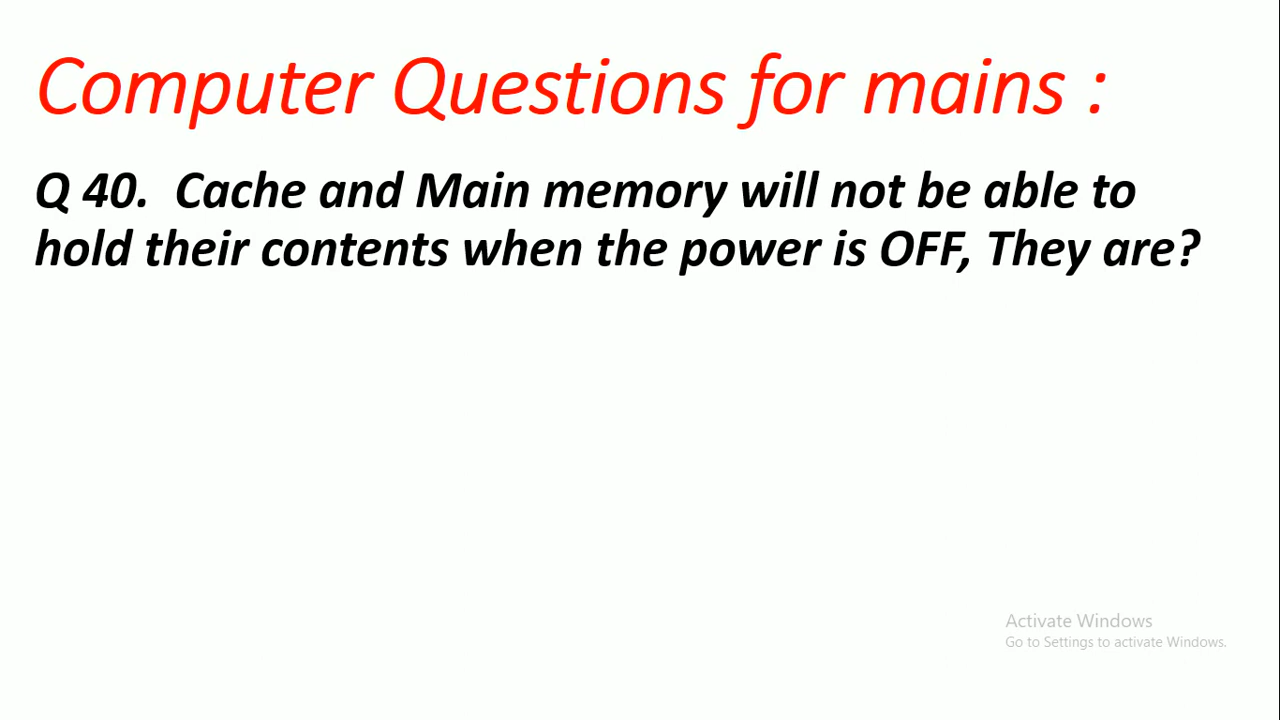 Computer Questions for mains :
Q 40. Cache and Main memory will not be able to
hold their contents when the power is OFF, They are?
Activate Windows
Go to Settings to activate Windows.